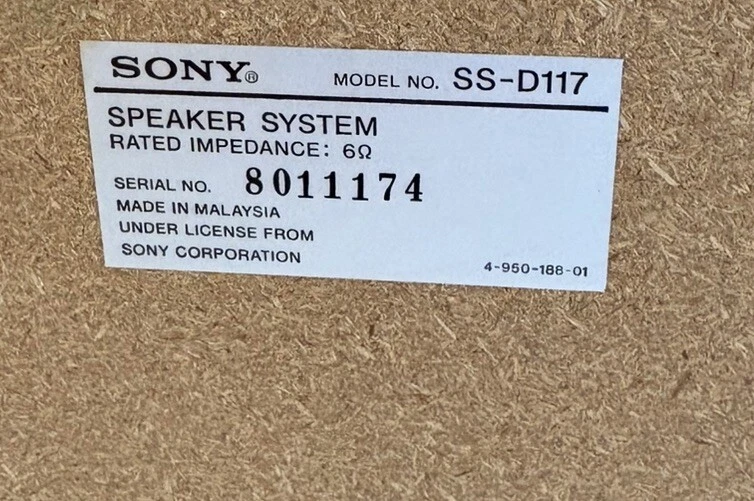 SONY® MODEL NO. SS-D117
SPEAKER SYSTEM
RATED IMPEDANCE: 6Ω
SERIAL NO. 8011174
MADE IN MALAYSIA
UNDER LICENSE FROM
SONY CORPORATION
4-950-188-01